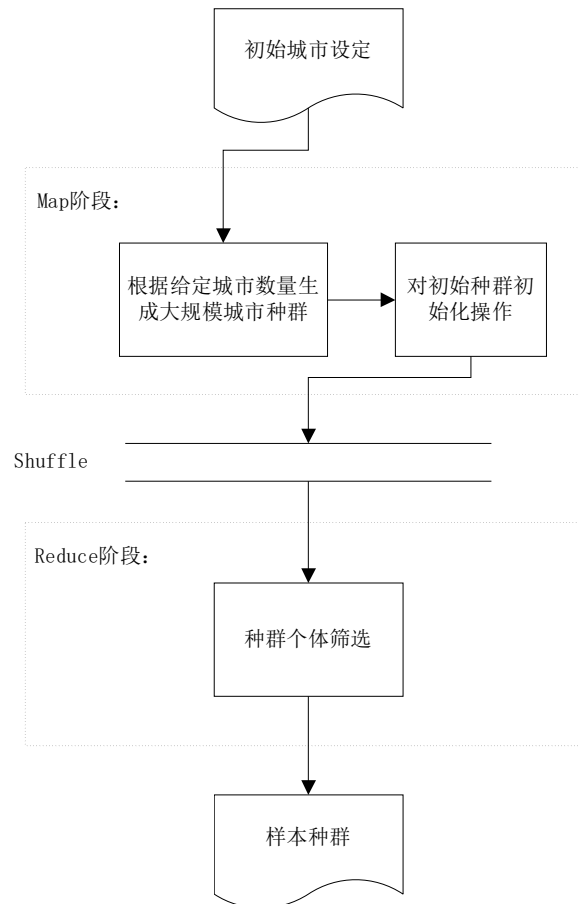 初始城市设定
Map阶段：
根据给定城市数量生
成大规模城市种群
对初始种群初
始化操作
Shuffle
Reduce阶段：
种群个体筛选
样本种群